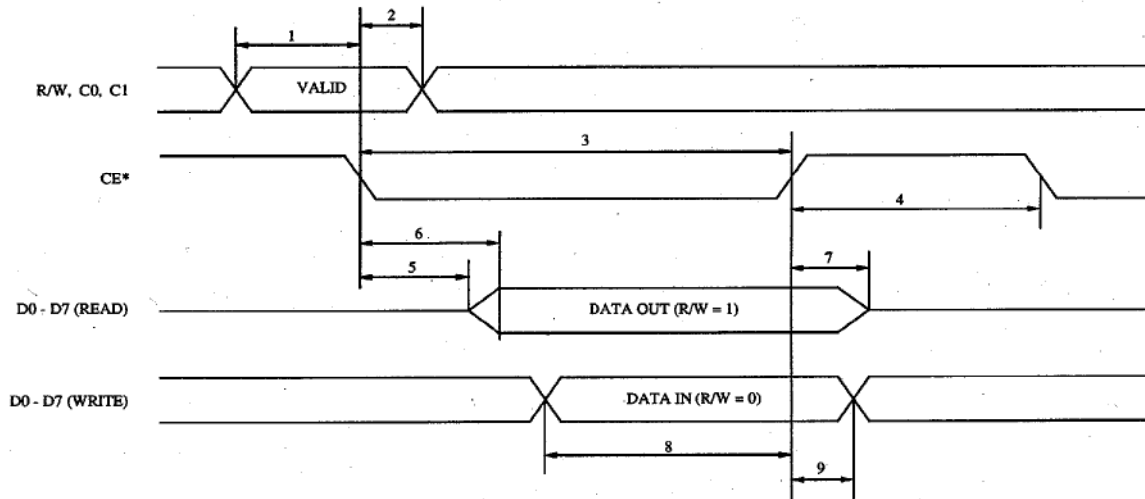 1
2
R/W, C0, C1
VALID
3
CE*
4
6
5
7
D0 - D7 (READ)
DATA OUT (R/W = 1)
D0 - D7 (WRITE)
DATA IN (R/W = 0)
8
9